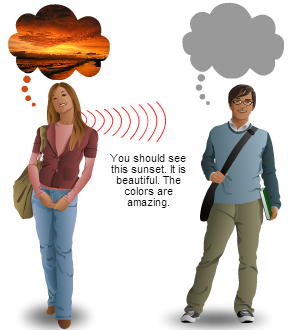 You should see
this sunset. It is
beautiful. The
colors are
amazing.